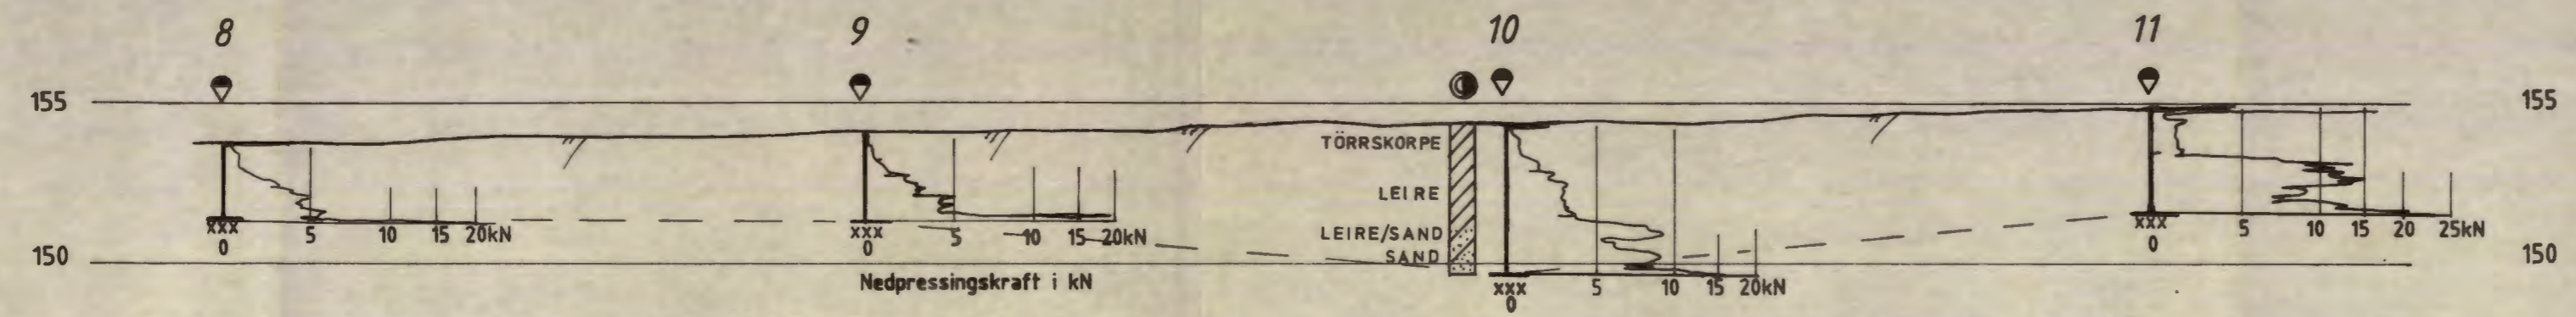 8 9 10 11
155 155
TÖRRSKORPE
LEIRE
LEIRE/SAND
SAND
150 150
xxx
0 5 10 15 20kN
xxx
0 5 10 15 20kN
Nedpressingskraft i kN
xxx
0 5 10 15 20kN
xxx
0 5 10 15 20 25kN